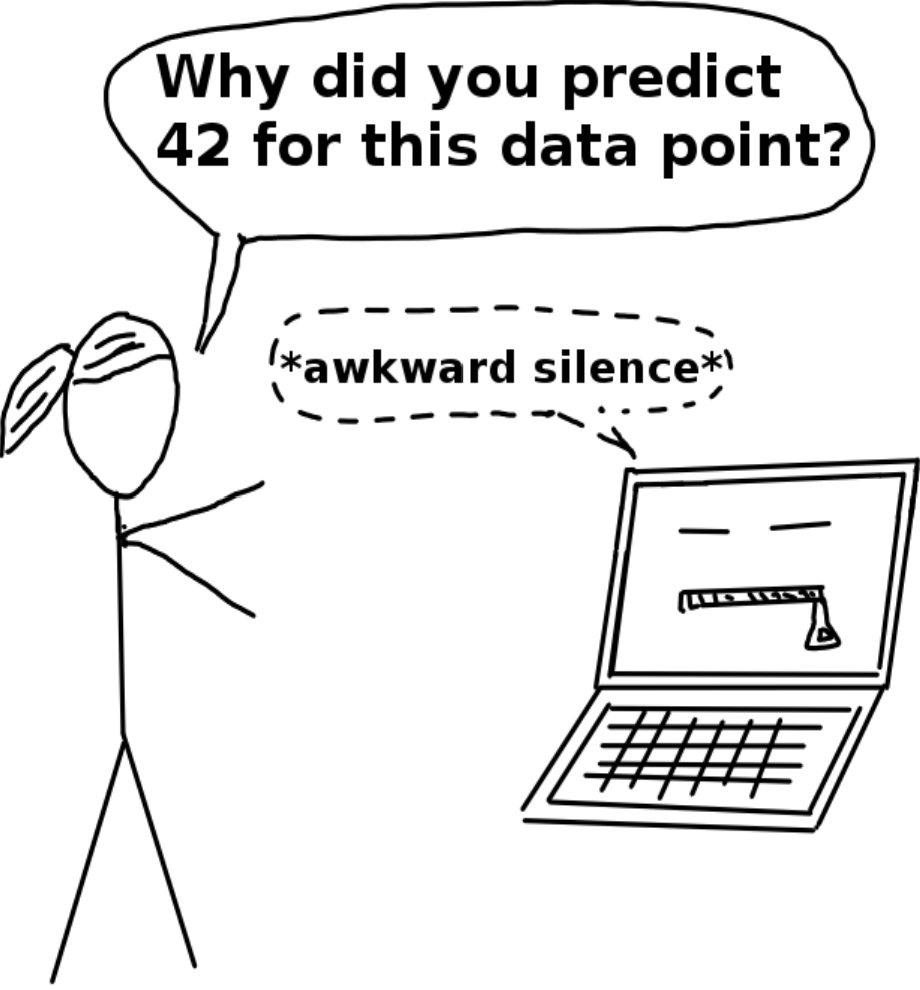 Why did you predict
42 for this data point?
*awkward silence*